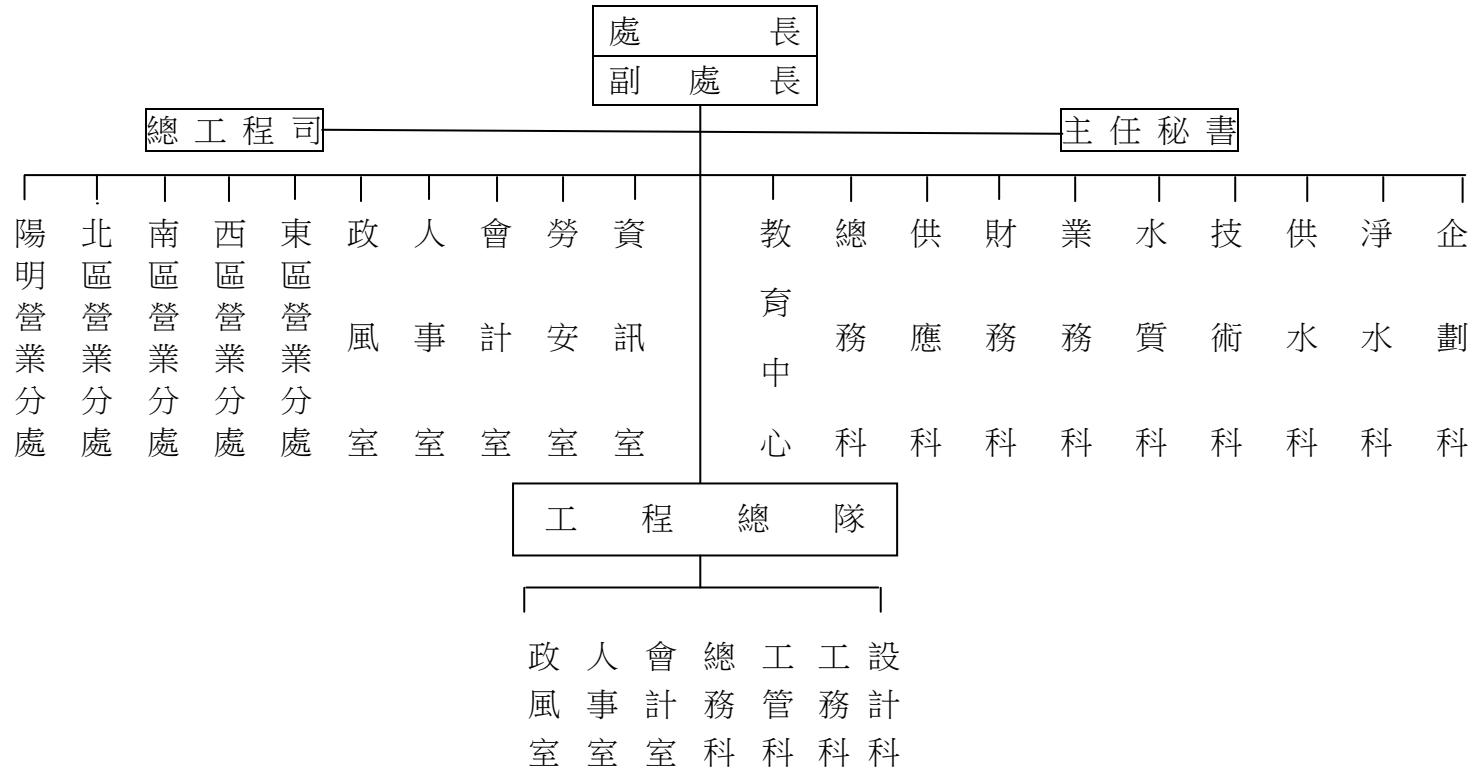 處長
副處長
總工程司
主任秘書
陽明營業分處
北區營業分處
南區營業分處
西區營業分處
東區營業分處
政風室
人事室
會計室
勞安室
資訊室
教育中心
總務科
供應科
財務科
業務科
水質科
技術科
供水科
淨水科
企劃科
工程總隊
政風室
人事室
會計室
總務科
工管科
工務科
設計科